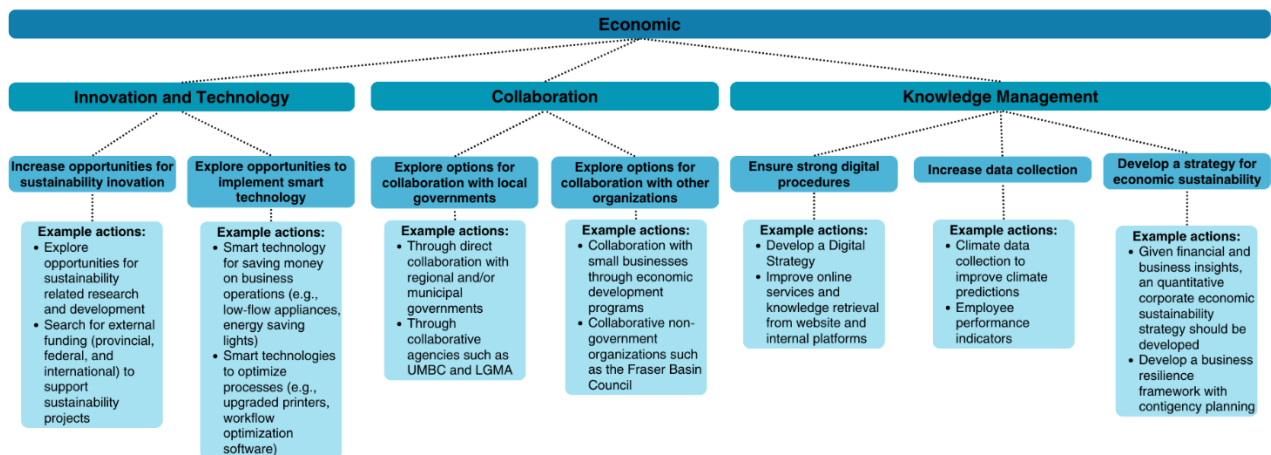 Economic
Innovation and Technology
Collaboration
Knowledge Management
Increase opportunities for
sustainability inovation
Explore opportunities to
implement smart
technology
Explore options for
collaboration with local
governments
Explore options for
collaboration with other
organizations
Ensure strong digital
procedures
Increase data collection
Develop a strategy for
economic sustainability
Example actions:
• Explore
opportunities for
sustainability
related research
and development
• Search for external
funding (provincial,
federal, and
international) to
support
sustainability
projects
Example actions:
• Smart technology
for saving money
on business
operations (e.g.,
low-flow appliances,
energy saving
lights)
• Smart technologies
to optimize
processes (e.g.,
upgraded printers,
workflow
optimization
software)
Example actions:
• Through direct
collaboration with
regional and/or
municipal
governments
• Through
collaborative
agencies such as
UMBC and LGMA
Example actions:
• Collaboration with
small businesses
through economic
development
programs
• Collaborative non-
government
organizations such
as the Fraser Basin
Council
Example actions:
• Develop a Digital
Strategy
• Improve online
services and
knowledge retrieval
from website and
internal platforms
Example actions:
• Climate data
collection to
improve climate
predictions
• Employee
performance
indicators
Example actions:
• Given financial and
business insights,
an quantitative
corporate economic
sustainability
strategy should be
developed
• Develop a business
resilience
framework with
contigency planning